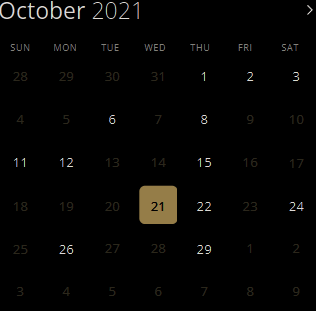 October 2021 >
SUN MON TUE WED THU FRI SAT
28 29 30 31 1 2 3
4 5 6 7 8 9 10
11 12 13 14 15 16 17
18 19 20 21 22 23 24
25 26 27 28 29 1 2
3 4 5 6 7 8 9